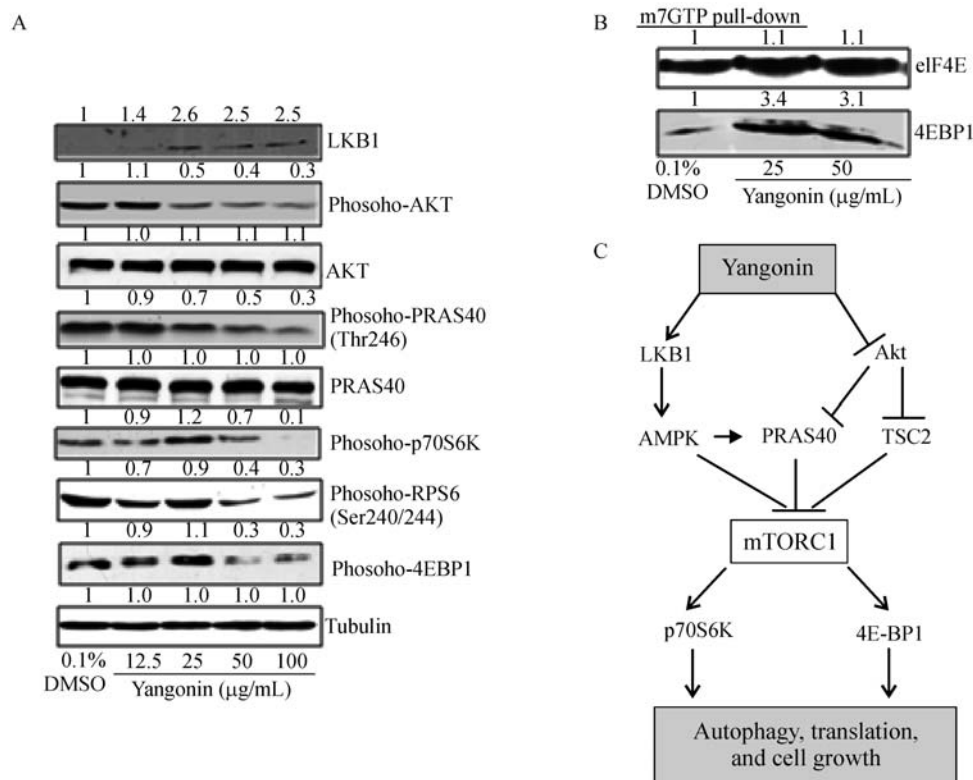 A
1 1.4 2.6 2.5 2.5
LKB1
1 1.1 0.5 0.4 0.3
Phosoho-AKT
1 1.0 1.1 1.1 1.1
AKT
1 0.9 0.7 0.5 0.3
Phosoho-PRAS40
(Thr246)
1 1.0 1.0 1.0 1.0
PRAS40
1 0.9 1.2 0.7 0.1
Phosoho-p70S6K
1 0.7 0.9 0.4 0.3
Phosoho-RPS6
(Ser240/244)
1 0.9 1.1 0.3 0.3
Phosoho-4EBP1
1 1.0 1.0 1.0 1.0
Tubulin
0.1% 12.5 25 50 100
DMSO Yangonin (μg/mL)
B
m7GTP pull-down
1 1.1 1.1
eIF4E
1 3.4 3.1
4EBP1
0.1% 25 50
DMSO Yangonin (μg/mL)
C
Yangonin
LKB1 Akt
AMPK PRAS40 TSC2
mTORC1
p70S6K 4E-BP1
Autophagy, translation,
and cell growth